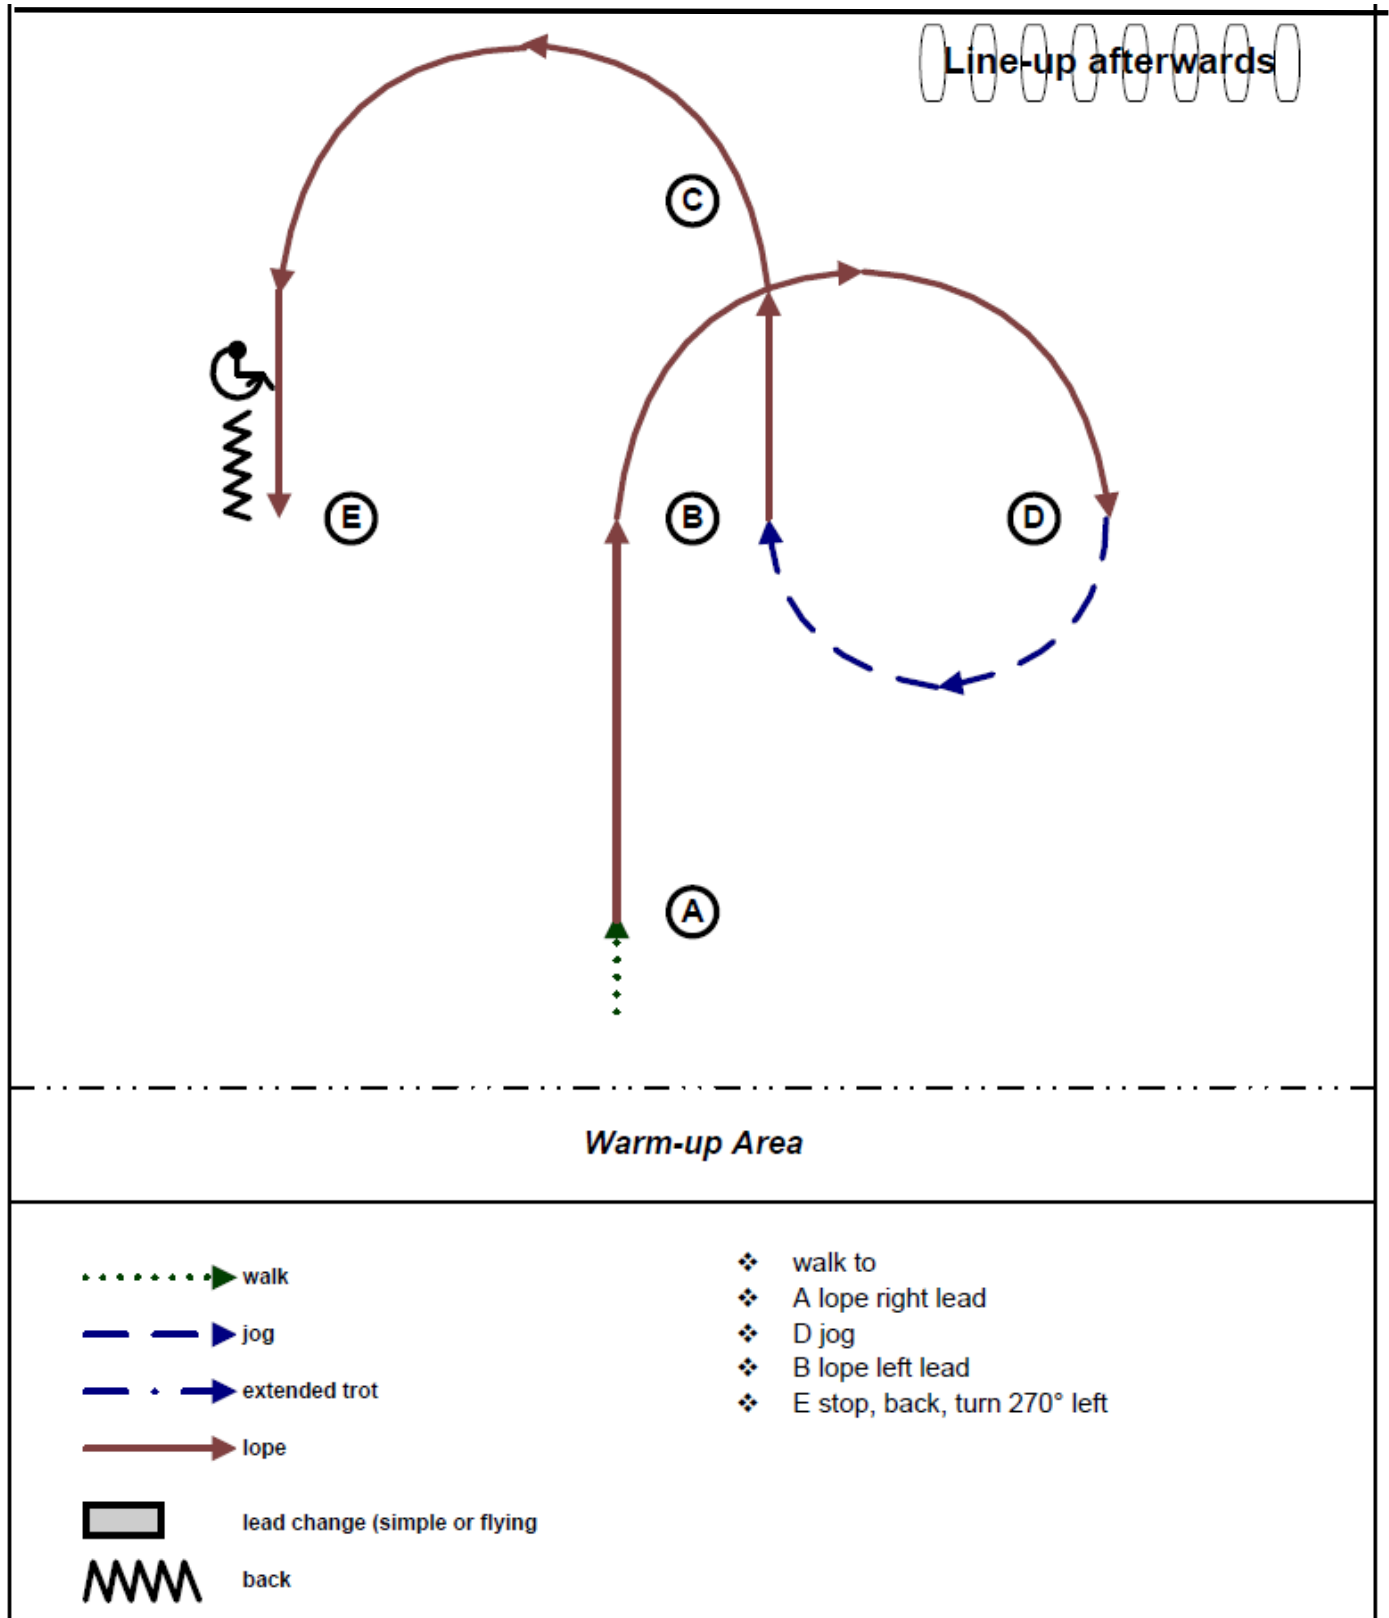 Line-up afterwards
C
E
B
D
A
Warm-up Area
walk
jog
extended trot
lope
lead change (simple or flying
back
❖ walk to
❖ A lope right lead
❖ D jog
❖ B lope left lead
❖ E stop, back, turn 270° left